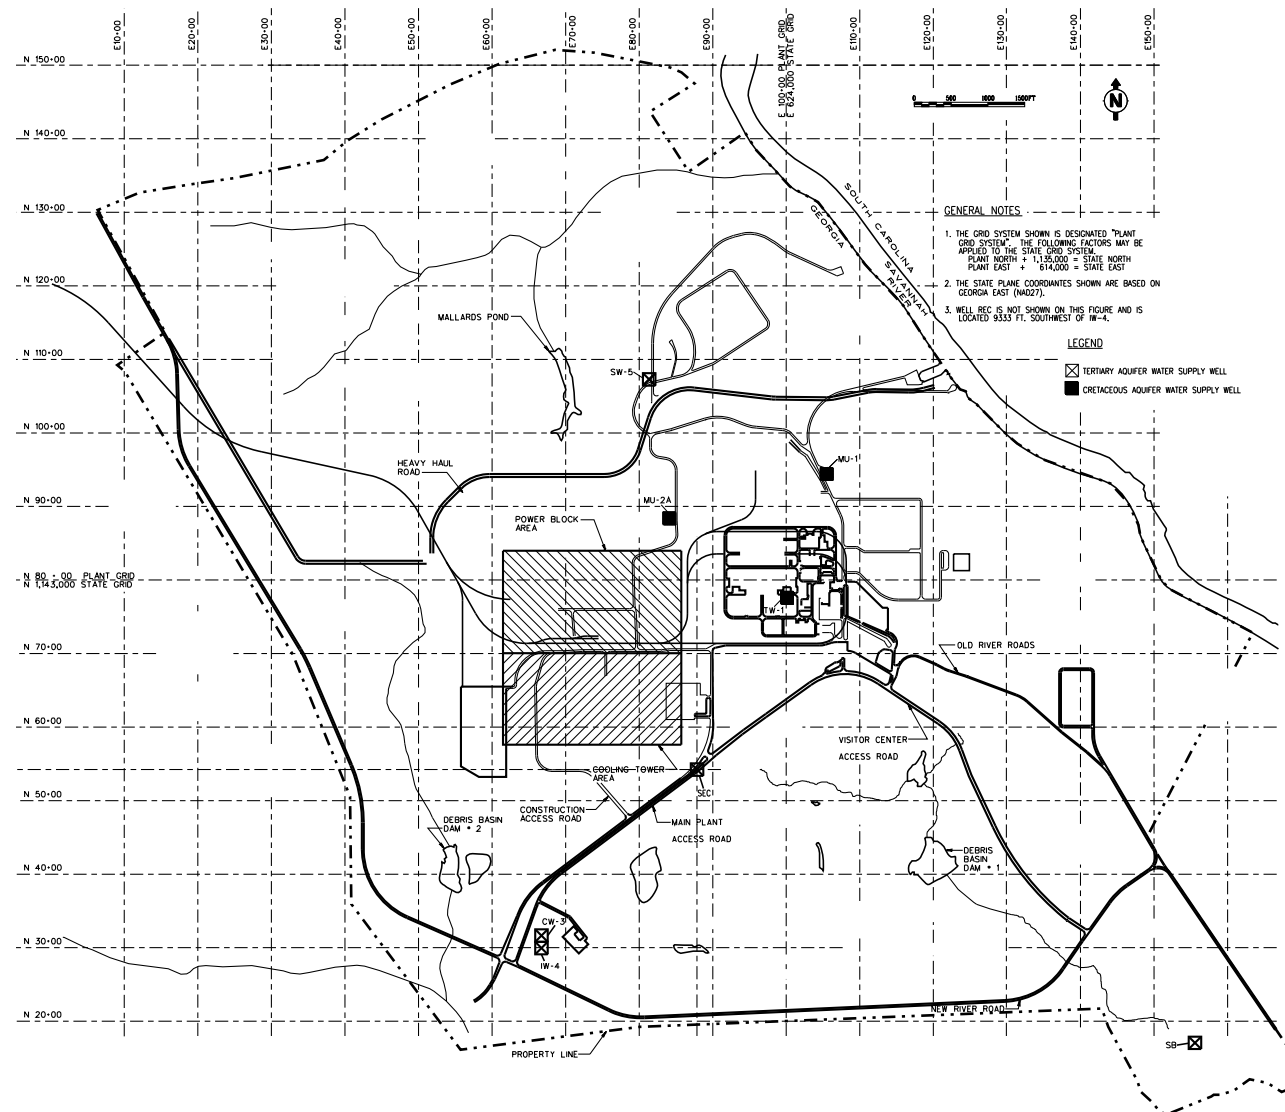 E10+00
E20+00
E30+00
E40+00
E50+00
E60+00
E70+00
E80+00
E90+00
E 100+00 PLANT GRID
E 624,000 STATE GRID
E110+00
E120+00
E130+00
E140+00
E150+00
N 150+00
0 500 1000 1500FT
N
N 140+00
N 130+00
SOUTH CAROLINA
GEORGIA
SAVANNAH
RIVER
GENERAL NOTES
1. THE GRID SYSTEM SHOWN IS DESIGNATED "PLANT
GRID SYSTEM". THE FOLLOWING FACTORS MAY BE
APPLIED TO THE STATE GRID SYSTEM.
PLANT NORTH + 1,135,000 = STATE NORTH
PLANT EAST + 614,000 = STATE EAST
2. THE STATE PLANE COORDIANTES SHOWN ARE BASED ON
GEORGIA EAST (NAD27).
3. WELL REC IS NOT SHOWN ON THIS FIGURE AND IS
LOCATED 9333 FT. SOUTHWEST OF IW-4.
LEGEND
TERTIARY AQUIFER WATER SUPPLY WELL
CRETACEOUS AQUIFER WATER SUPPLY WELL
N 120+00
MALLARDS POND
N 110+00
SW-5
N 100+00
HEAVY HAUL
ROAD
MU-1
N 90+00
MU-2A
POWER BLOCK
AREA
N 80+00 PLANT GRID
N 1,143,000 STATE GRID
TW-1
N 70+00
OLD RIVER ROADS
N 60+00
VISITOR CENTER
ACCESS ROAD
COOLING TOWER
AREA
SEC
N 50+00
CONSTRUCTION
ACCESS ROAD
MAIN PLANT
ACCESS ROAD
DEBRIS BASIN
DAM # 2
DEBRIS
BASIN
DAM # 1
N 40+00
CW-3
N 30+00
IW-4
NEW RIVER ROAD
N 20+00
PROPERTY LINE
SB